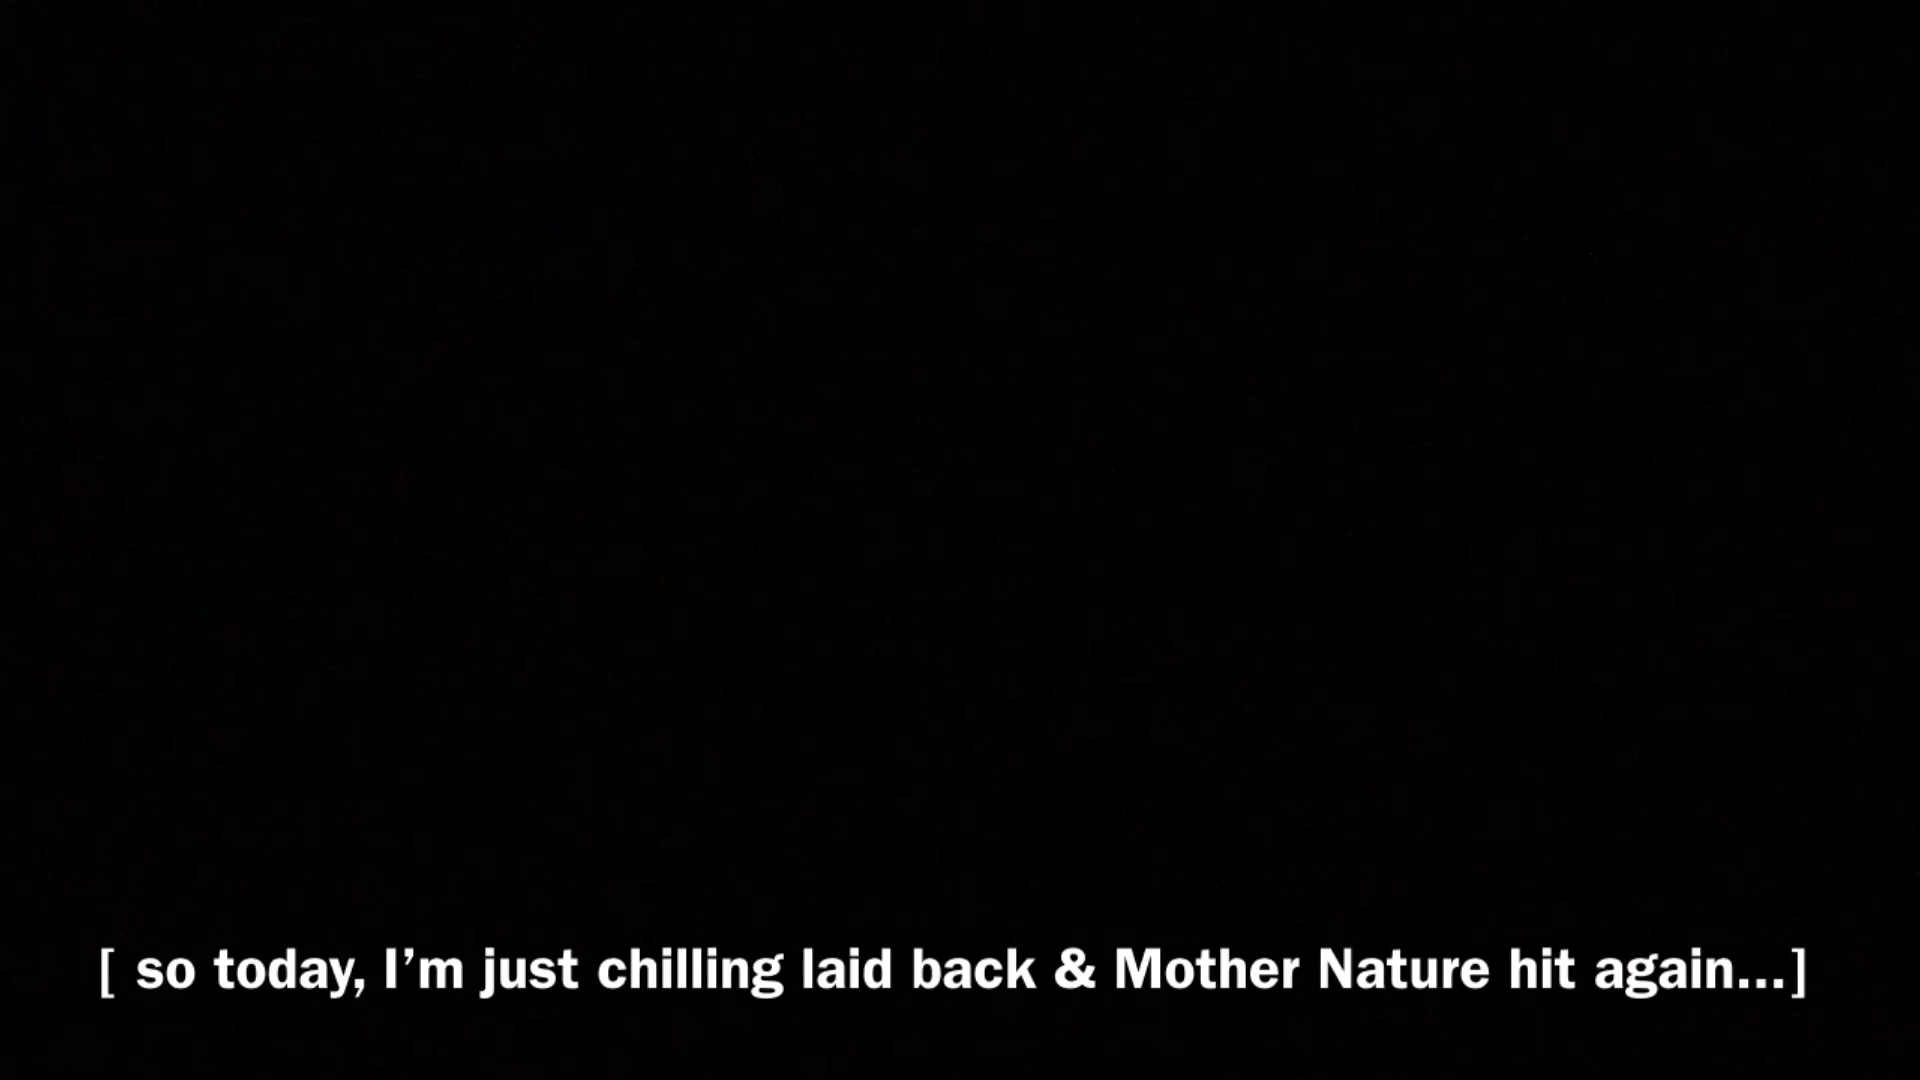 [ so today, I’m just chilling laid back & Mother Nature hit again...]